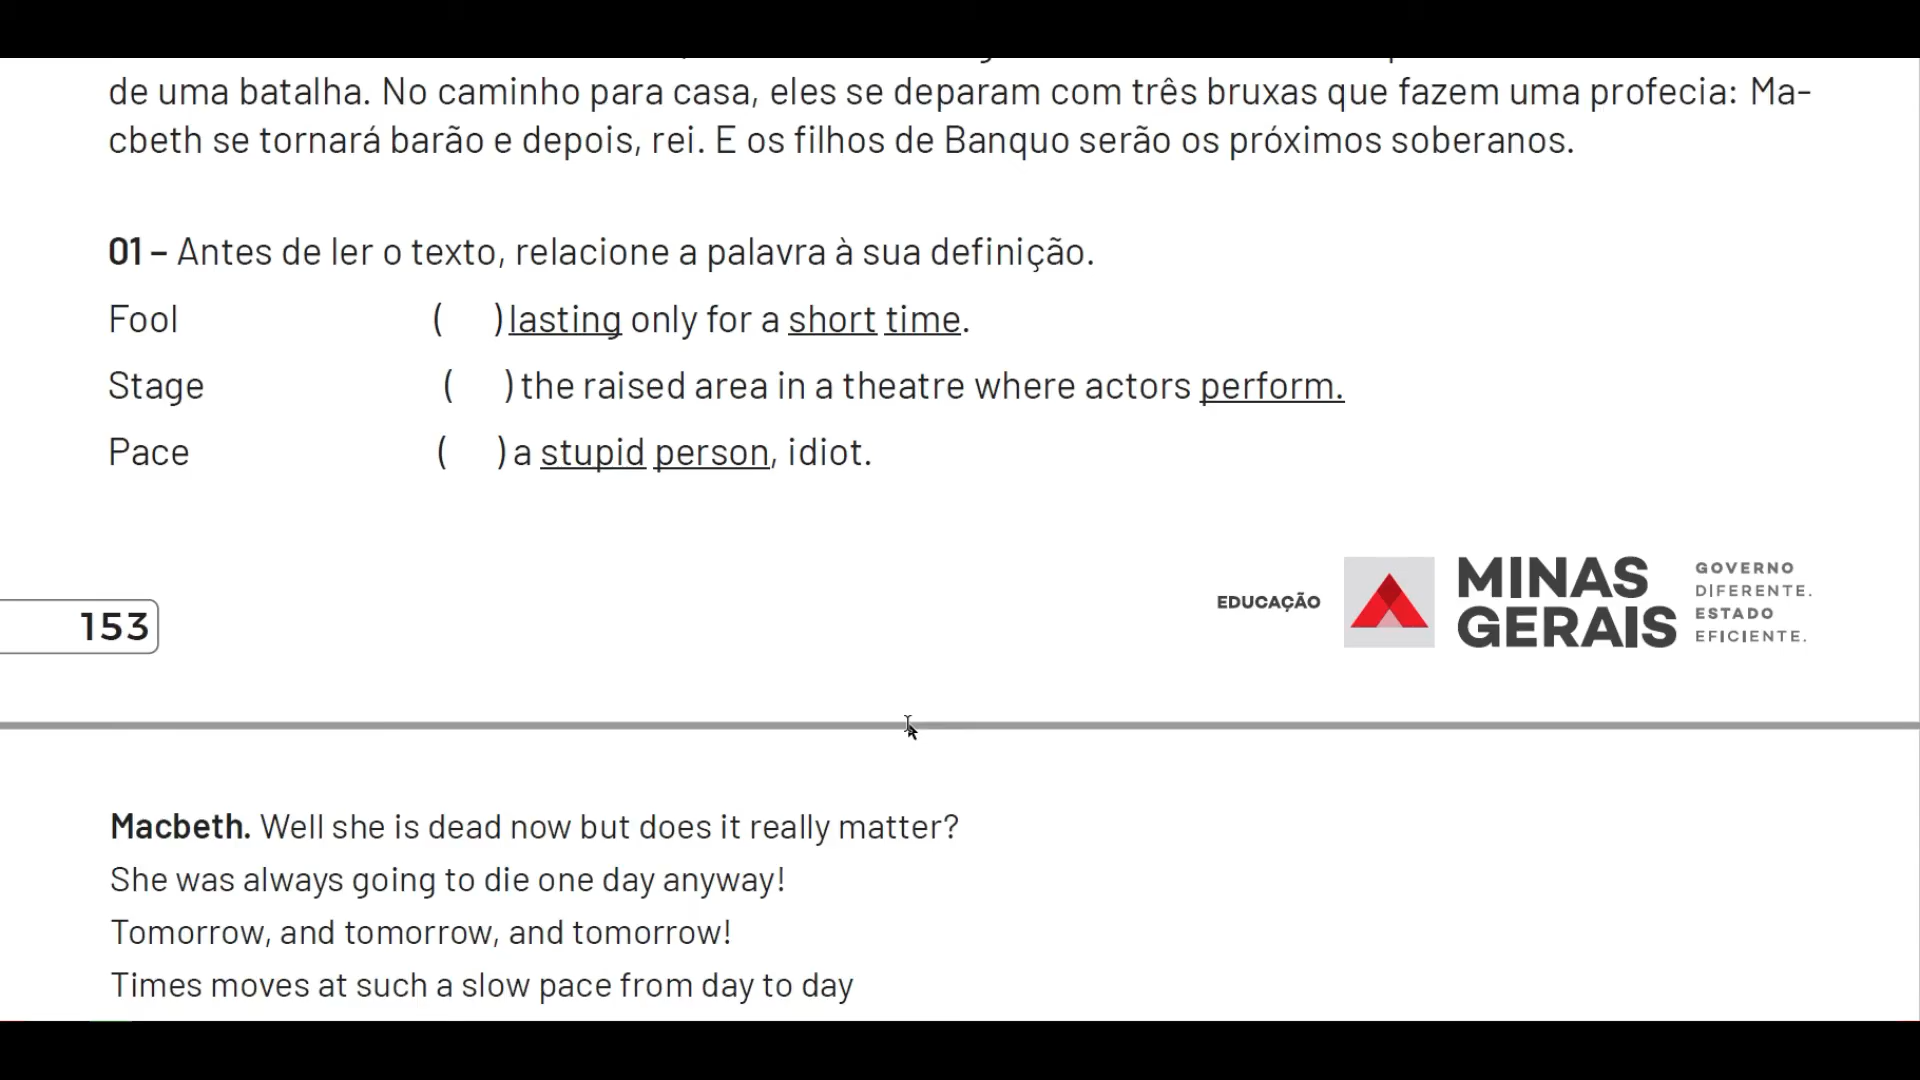 de uma batalha. No caminho para casa, eles se deparam com três bruxas que fazem uma profecia: Ma-
cbeth se tornará barão e depois, rei. E os filhos de Banquo serão os próximos soberanos.
01 – Antes de ler o texto, relacione a palavra à sua definição.
Fool ( ) lasting only for a short time.
Stage ( ) the raised area in a theatre where actors perform.
Pace ( ) a stupid person, idiot.
153
EDUCAÇÃO
MINAS
GERAIS
GOVERNO
DIFERENTE.
ESTADO
EFICIENTE.
Macbeth. Well she is dead now but does it really matter?
She was always going to die one day anyway!
Tomorrow, and tomorrow, and tomorrow!
Times moves at such a slow pace from day to day